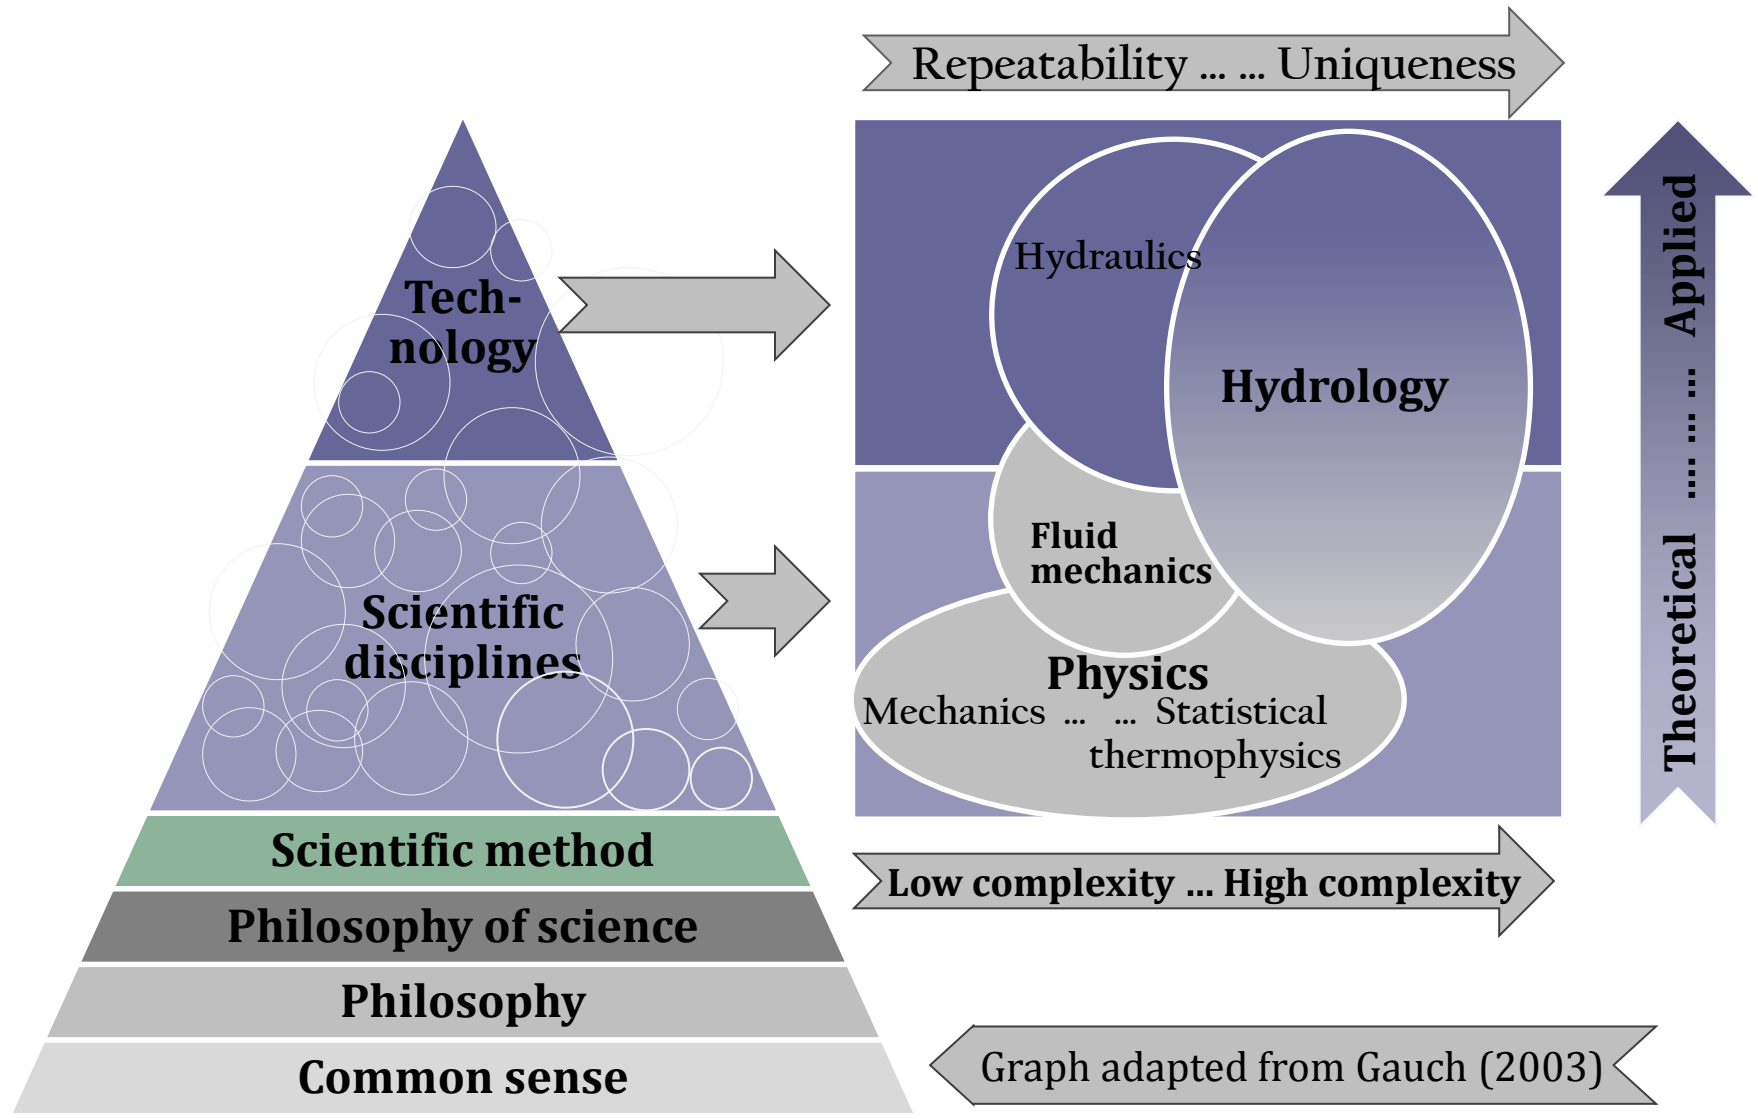 Repeatability ... ... Uniqueness
Tech-
nology
Scientific
disciplines
Scientific method
Philosophy of science
Philosophy
Common sense
Hydraulics
Hydrology
Fluid
mechanics
Physics
Mechanics ... ... Statistical
thermophysics
Theoretical .... ... ... ... Applied
Low complexity ... High complexity
Graph adapted from Gauch (2003)